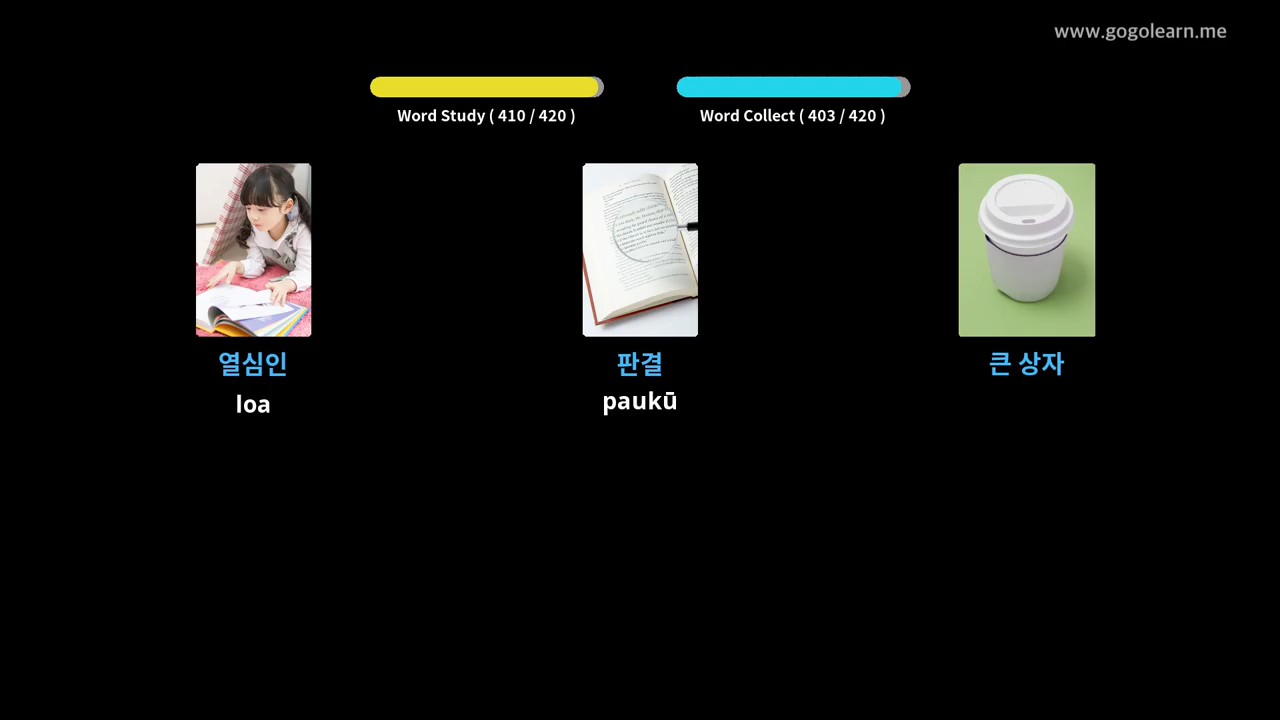 www.gogolearn.me
Word Study ( 410 / 420 )
Word Collect ( 403 / 420 )
열심인
loa
판결
paukū
큰 상자